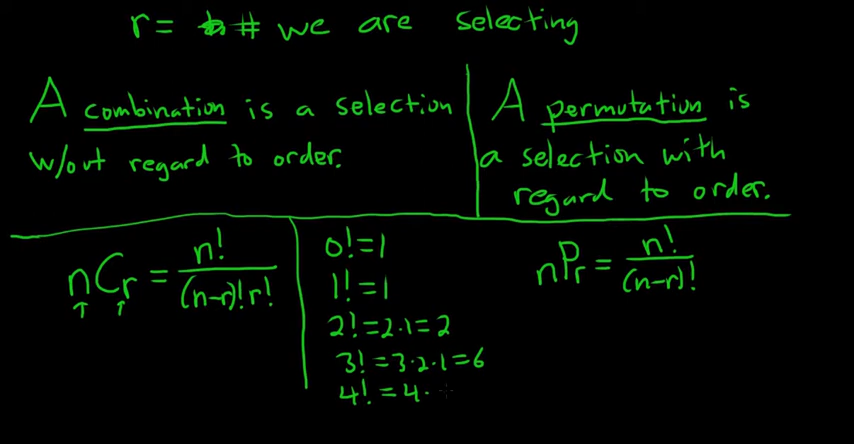 r = # we are selecting
A combination is a selection
w/out regard to order.
A permutation is
a selection with
regard to order.
nCr = n! / (n-r)! r!
0! = 1
1! = 1
2! = 2·1 = 2
3! = 3·2·1 = 6
4! = 4·
nPr = n! / (n-r)!